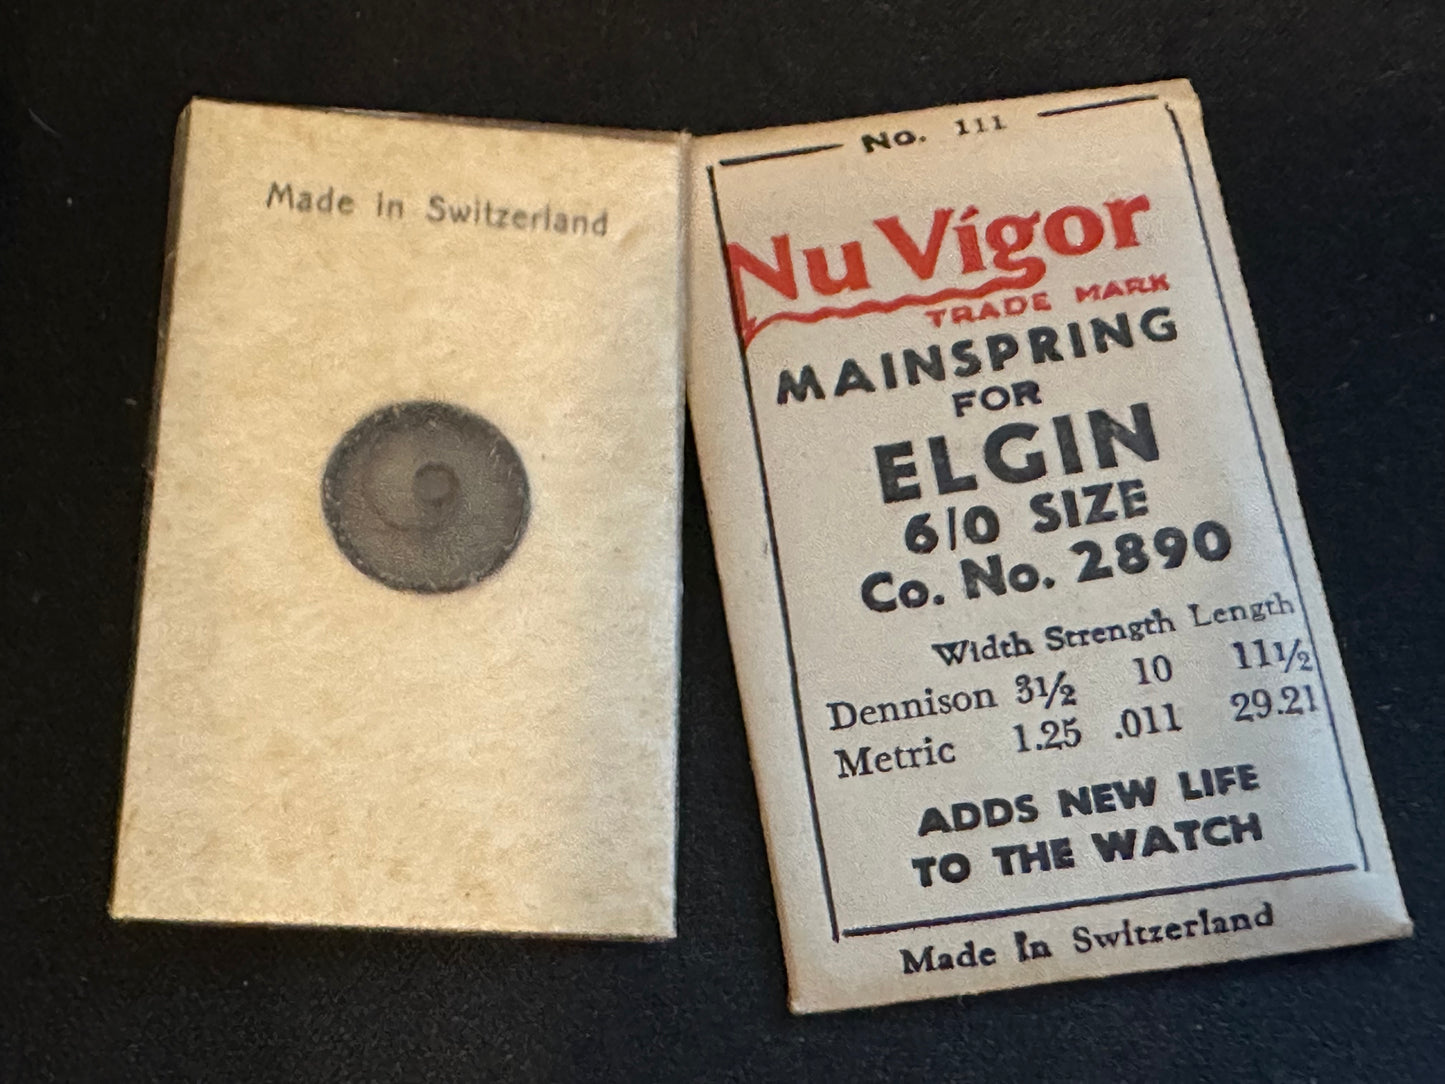 Made in Switzerland
No. 111
Nu Vigor
TRADE MARK
MAINSPRING
FOR
ELGIN
6/0 SIZE
Co. No. 2890
Width Strength Length
Dennison 3½ 10 11½
Metric 1.25 .011 29.21
ADDS NEW LIFE
TO THE WATCH
Made In Switzerland